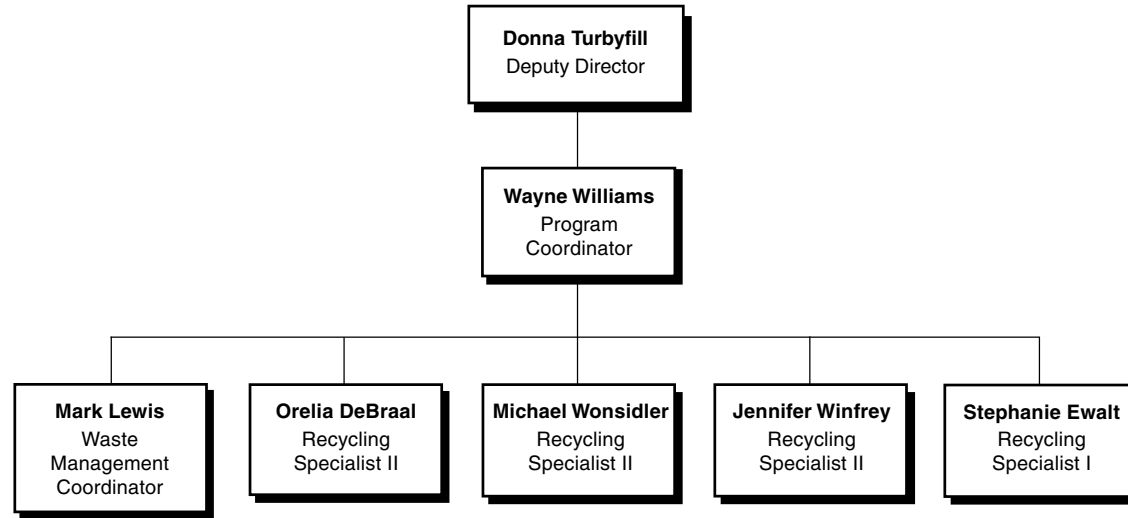 Donna Turbyfill
Deputy Director
Wayne Williams
Program
Coordinator
Mark Lewis
Waste
Management
Coordinator
Orelia DeBraal
Recycling
Specialist II
Michael Wonsidler
Recycling
Specialist II
Jennifer Winfrey
Recycling
Specialist II
Stephanie Ewalt
Recycling
Specialist I